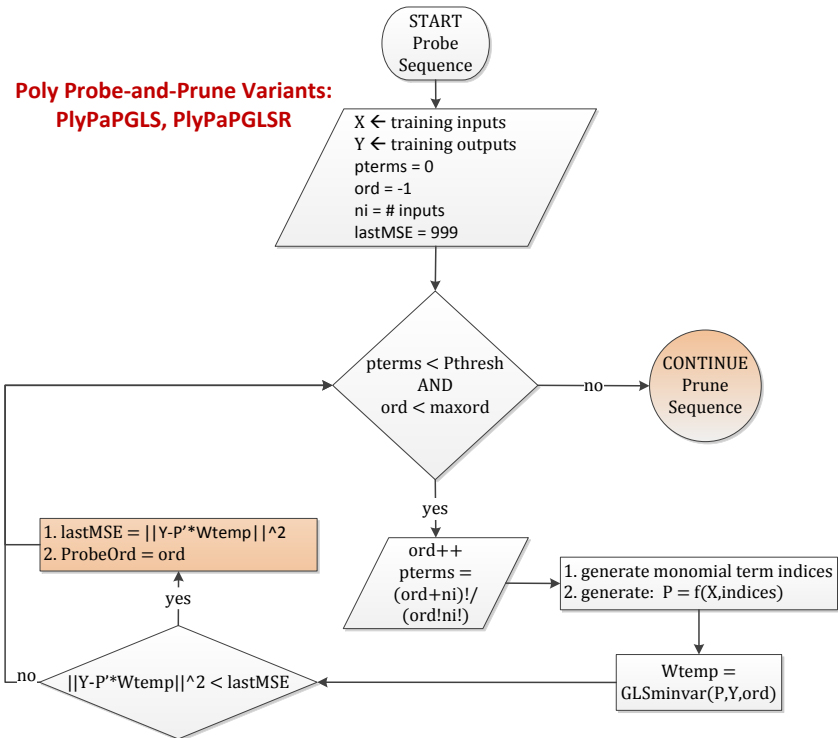 START
Probe
Sequence
Poly Probe-and-Prune Variants:
PlyPaPGLS, PlyPaPGLSR
X ← training inputs
Y ← training outputs
pterms = 0
ord = -1
ni = # inputs
lastMSE = 999
pterms < Pthresh
AND
ord < maxord
no
CONTINUE
Prune
Sequence
yes
ord++
pterms =
(ord+ni)!/
(ord!ni!)
1. generate monomial term indices
2. generate: P = f(X,indices)
Wtemp =
GLSminvar(P,Y,ord)
||Y-P'*Wtemp||^2 < lastMSE
no
yes
1. lastMSE = ||Y-P'*Wtemp||^2
2. ProbeOrd = ord